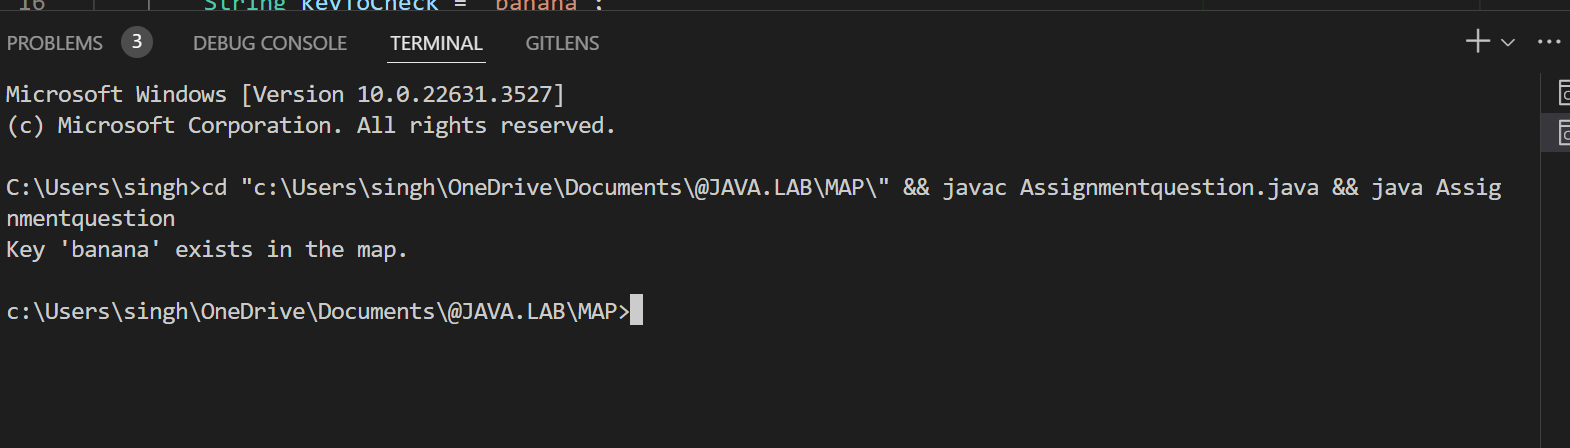 16 String keyToCheck = "banana";
PROBLEMS 3 DEBUG CONSOLE TERMINAL GITLENS
Microsoft Windows [Version 10.0.22631.3527]
(c) Microsoft Corporation. All rights reserved.
C:\Users\singh>cd "c:\Users\singh\OneDrive\Documents\@JAVA.LAB\MAP\" && javac Assignmentquestion.java && java Assig
nmentquestion
Key 'banana' exists in the map.
c:\Users\singh\OneDrive\Documents\@JAVA.LAB\MAP>